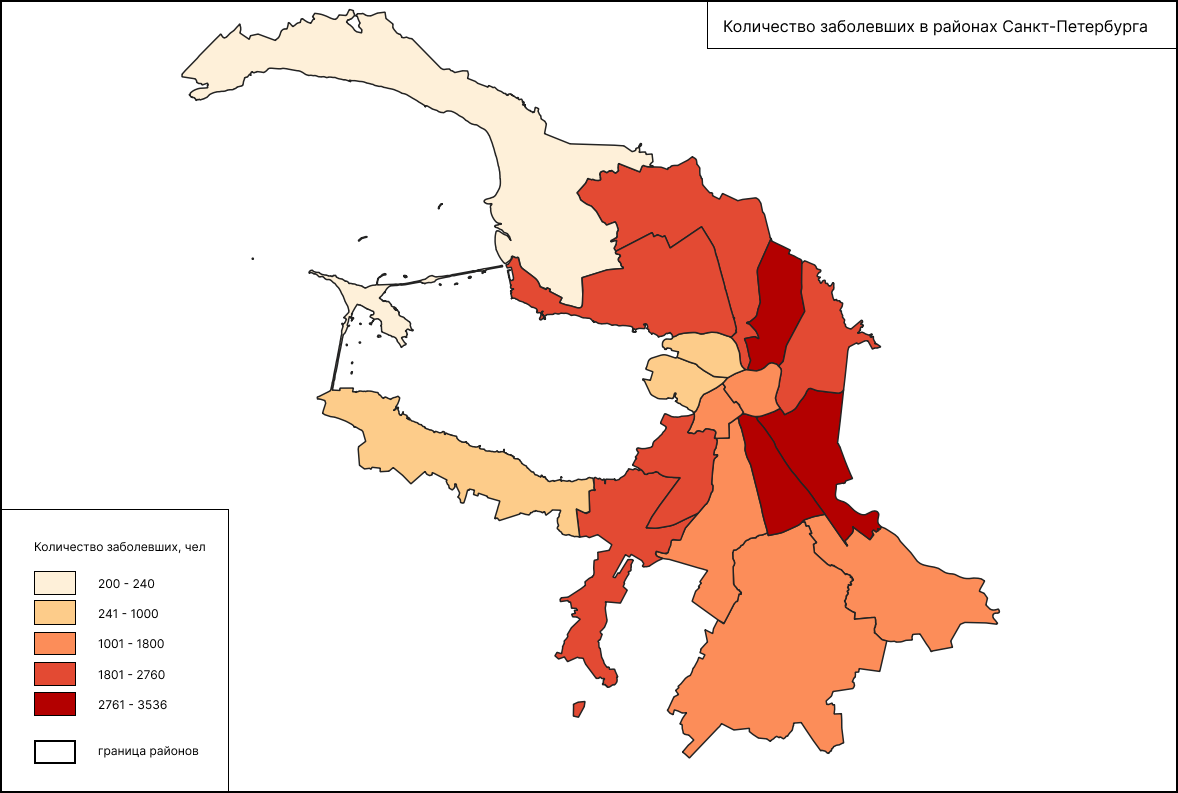 Количество заболевших в районах Санкт-Петербурга
Количество заболевших, чел
200 - 240
241 - 1000
1001 - 1800
1801 - 2760
2761 - 3536
граница районов